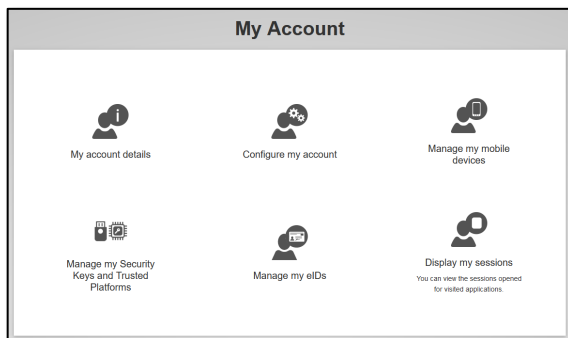 My Account
My account details
Configure my account
Manage my mobile
devices
Manage my Security
Keys and Trusted
Platforms
Manage my eIDs
Display my sessions
You can view the sessions opened
for visited applications